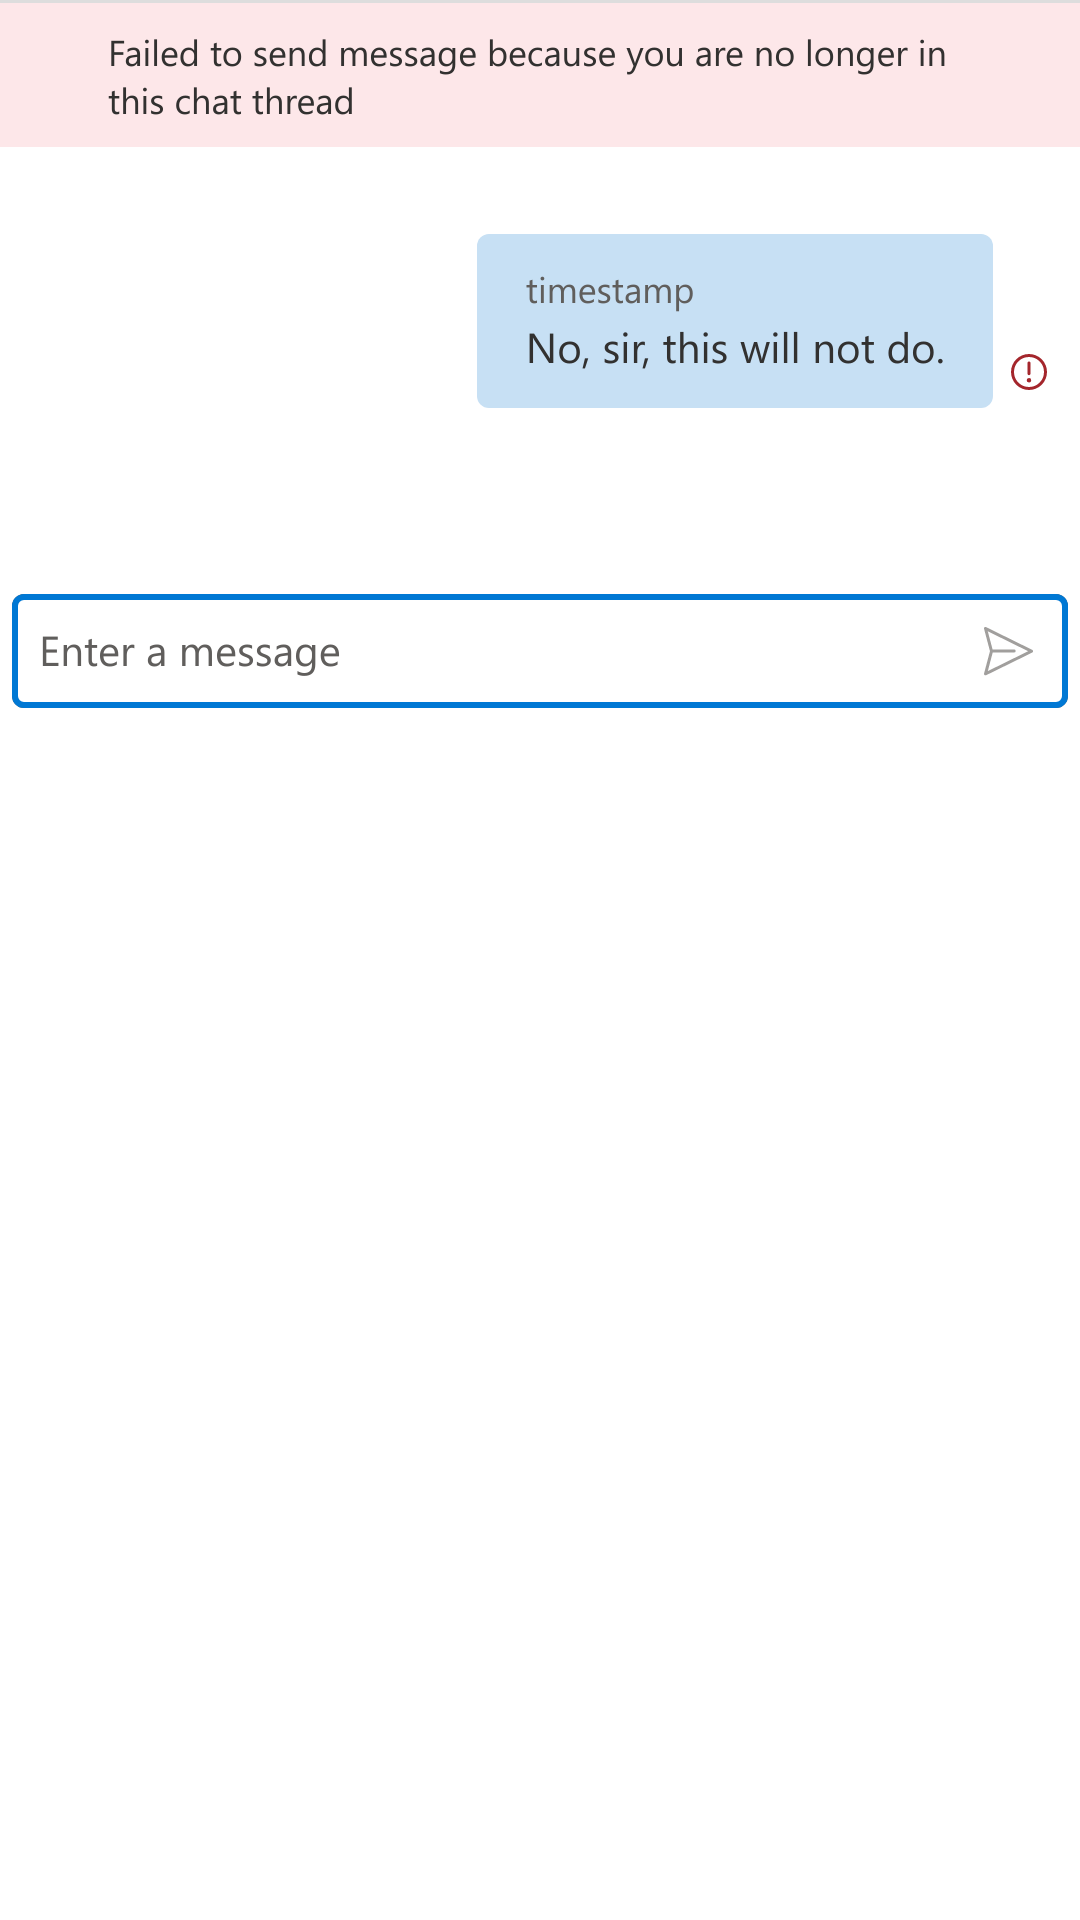 Failed to send message because you are no longer in
this chat thread
timestamp
No, sir, this will not do.
Enter a message